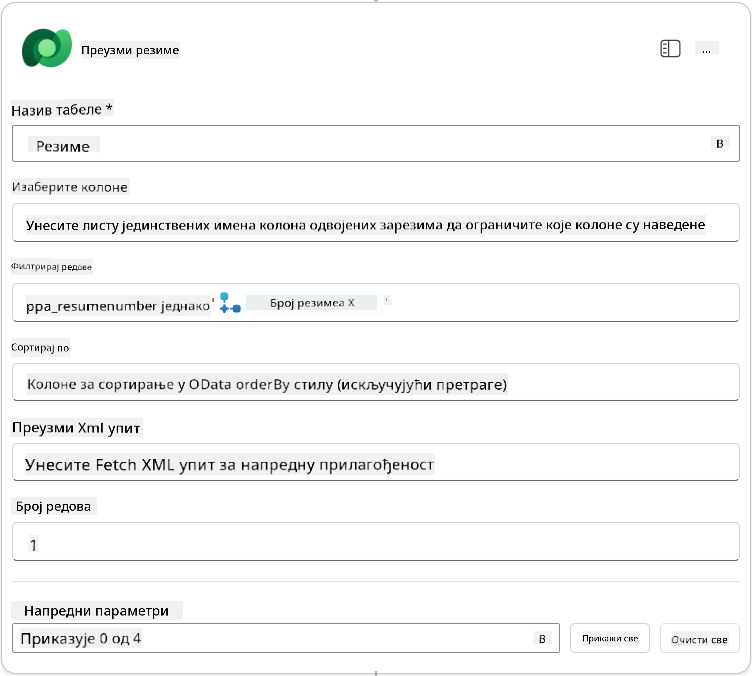 Преузми резиме
...
Назив табеле *
Резиме
В
Изаберите колоне
Унесите листу јединствених имена колона одвојених зарезима да ограничите које колоне су наведене
Филтрирај редове
ppa_resumenumber једнако ' Број резимеа X '
Сортирај по
Колоне за сортирање у OData orderBy стилу (искључујући претраге)
Преузми Xml упит
Унесите Fetch XML упит за напредну прилагођеност
Број редова
1
Напредни параметри
Приказује 0 од 4
В
Прикажи све
Очисти све